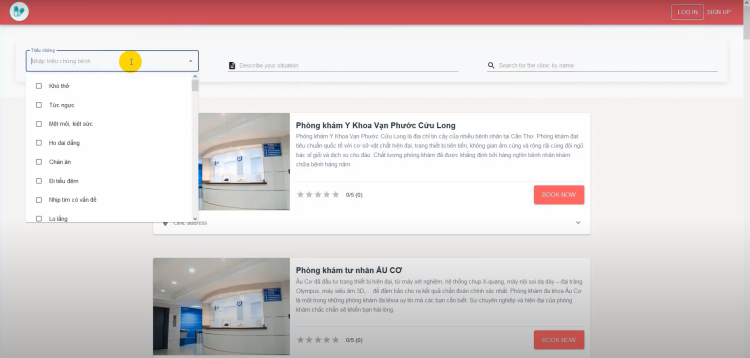 LOG IN
SIGN UP
Triệu chứng
Nhập triệu chứng bệnh
Describe your situation
Search for the clinic by name
Khó thở
Tức ngực
Mệt mỏi, kiệt sức
Ho dai dẳng
Chán ăn
Đi tiểu đêm
Nhịp tim có vấn đề
Lo lắng
Phòng khám Y Khoa Vạn Phước Cửu Long
Phòng khám Y Khoa Vạn Phước Cửu Long là địa chỉ tin cậy của nhiều bệnh nhân tại Cần Thơ. Phòng khám đạt
tiêu chuẩn quốc tế với cơ sở vật chất hiện đại, trang thiết bị tiên tiến, không gian ấm cúng và rộng rãi cùng đội ngũ
bác sĩ giỏi và dịch vụ chu đáo. Chất lượng phòng khám đã được khẳng định bởi hàng nghìn bệnh nhân khám
chữa bệnh hàng năm.
0/5 (0)
BOOK NOW
Clinic address
Phòng khám tư nhân ÂU CƠ
Âu Cơ đã đầu tư trang thiết bị hiện đại, từ máy xét nghiệm, hệ thống chụp X-quang, máy nội soi dạ dày – đại tràng
Olympus, máy siêu âm 3D,… để đảm bảo cho ra kết quả chẩn đoán chính xác nhất. Phòng khám đa khoa Âu Cơ
là một trong những phòng khám đa khoa uy tín mà các bạn cần biết. Sự chuyên nghiệp và hiện đại của phòng
khám chắc chắn sẽ khiến bạn hài lòng.
0/5 (0)
BOOK NOW